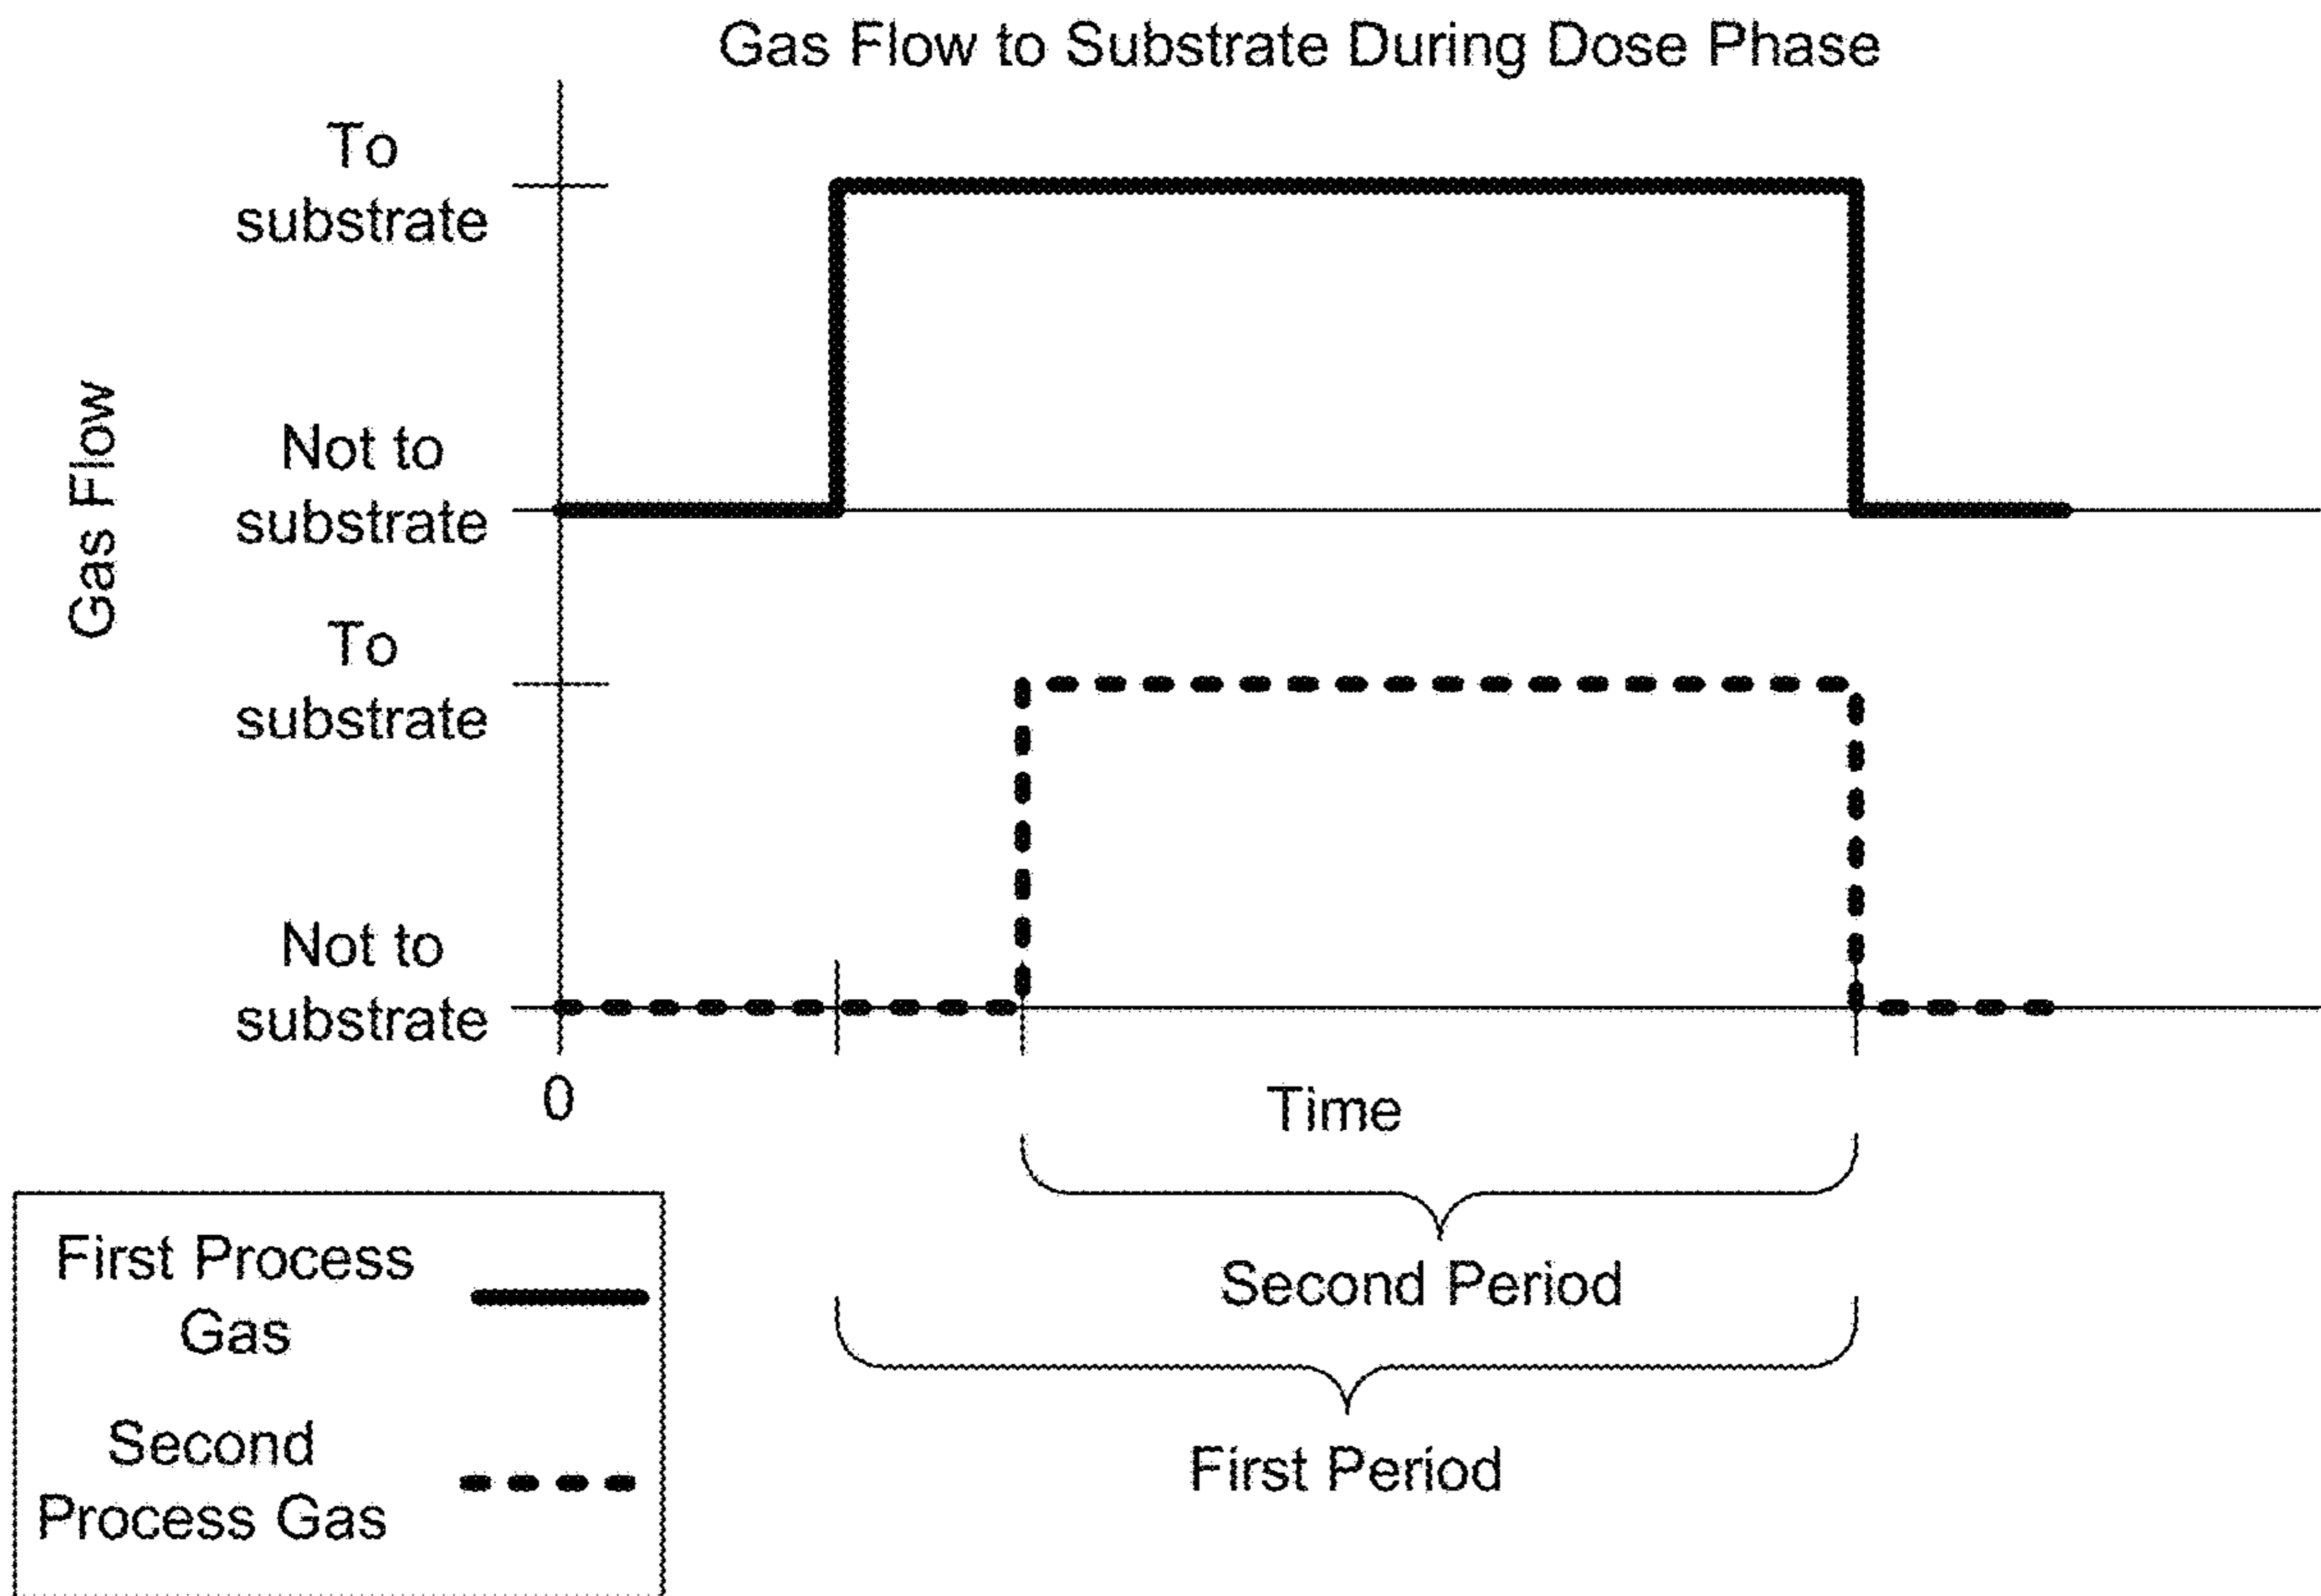 Gas Flow to Substrate During Dose Phase
To
substrate
Not to
substrate
Gas Flow
To
substrate
Not to
substrate
0
Time
Second Period
First Period
First Process
Gas
Second
Process Gas